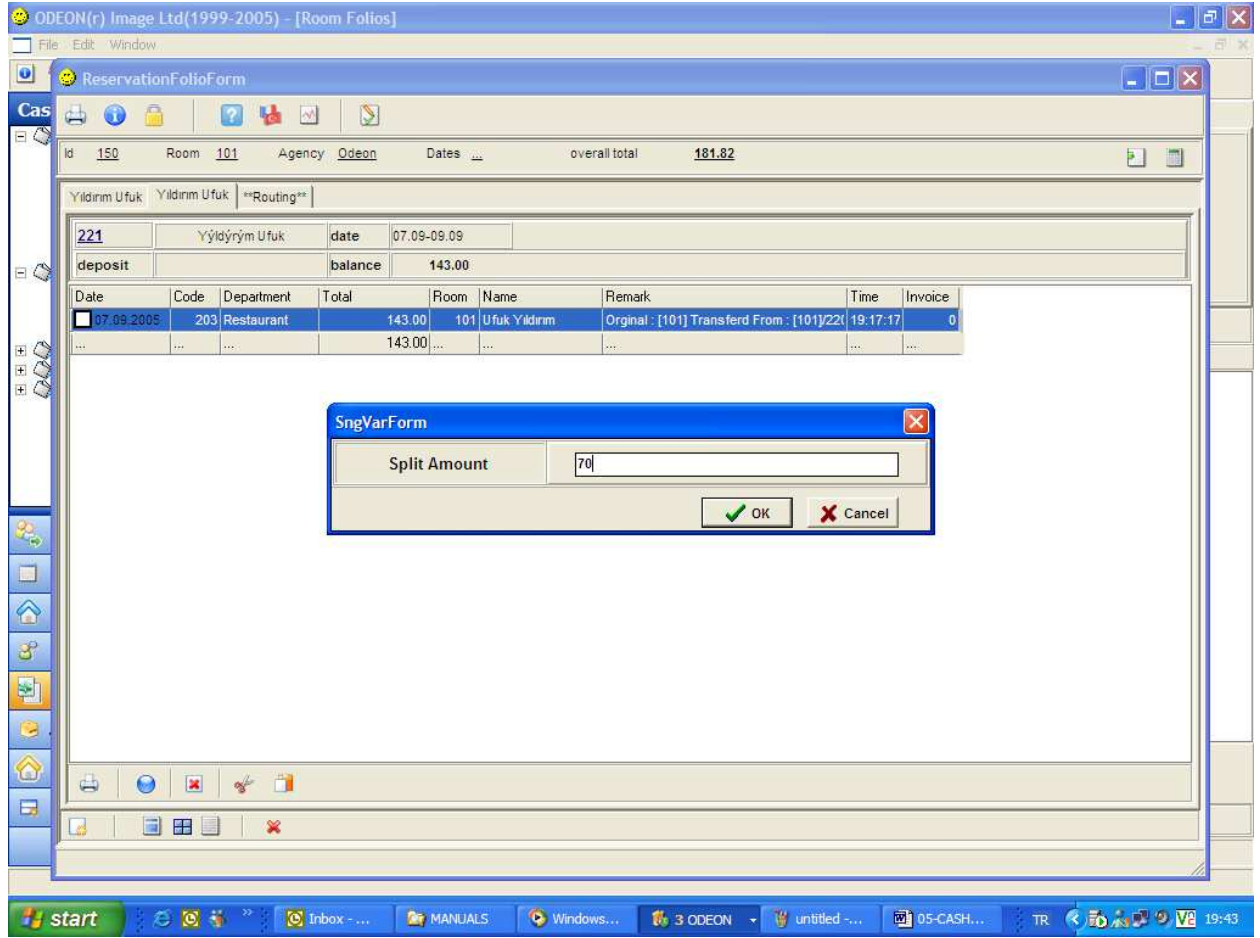 ODEON(r) Image Ltd(1999-2005) - [Room Folios]
File Edit Window
ReservationFolioForm
Cas
Id 150 Room 101 Agency Odeon Dates ... overall total 181.82
Yıldırım Ufuk Yıldırım Ufuk **Routing**
221 Yýldýrým Ufuk date 07.09-09.09
deposit balance 143.00
Date Code Department Total Room Name Remark Time Invoice
07.09.2005 203 Restaurant 143.00 101 Ufuk Yıldırım Orginal : [101] Transferd From : [101]/22( 19:17:17 0
... ... ... 143.00 ... ... ... ... ...
SngVarForm
Split Amount 70
OK Cancel
start Inbox - ... MANUALS Windows... 3 ODEON untitled -... 05-CASH... TR 19:43